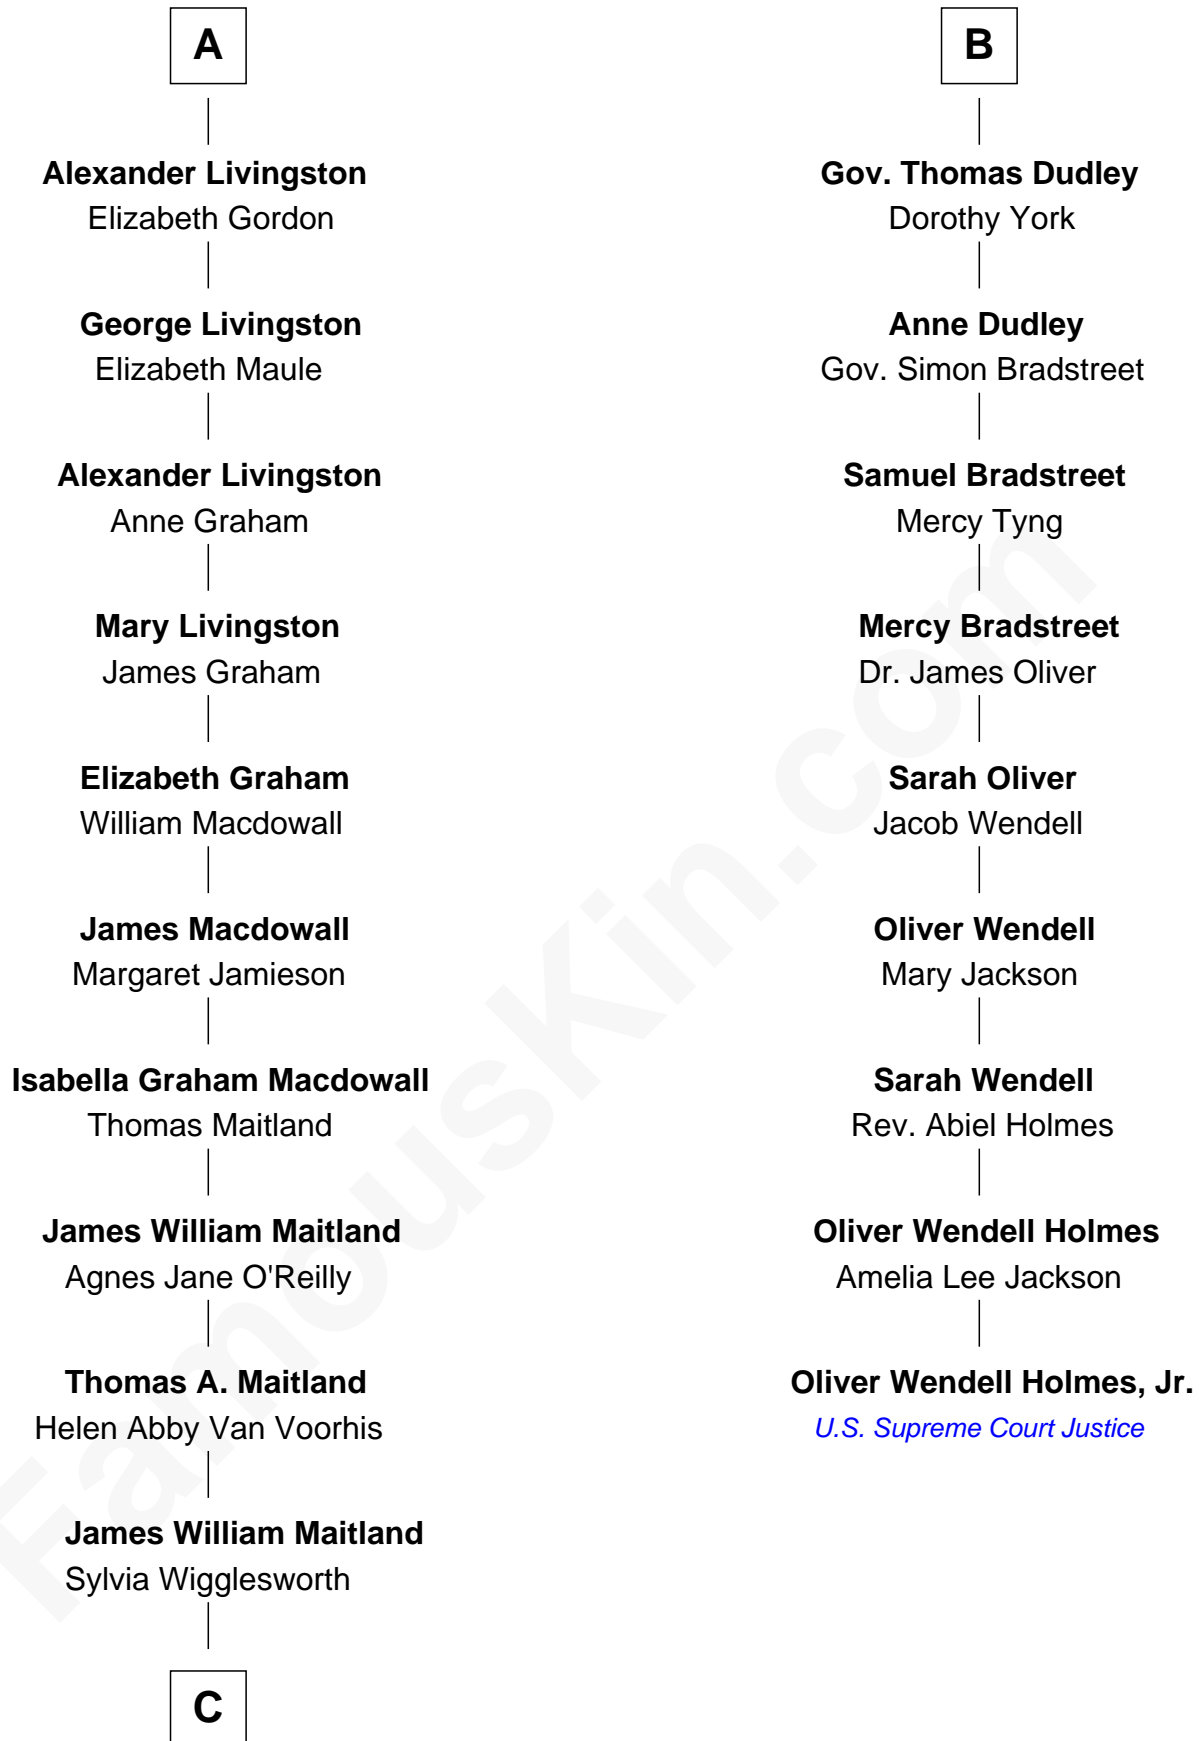 A
Alexander Livingston
Elizabeth Gordon
George Livingston
Elizabeth Maule
Alexander Livingston
Anne Graham
Mary Livingston
James Graham
Elizabeth Graham
William Macdowall
James Macdowall
Margaret Jamieson
Isabella Graham Macdowall
Thomas Maitland
James William Maitland
Agnes Jane O'Reilly
Thomas A. Maitland
Helen Abby Van Voorhis
James William Maitland
Sylvia Wigglesworth
C
B
Gov. Thomas Dudley
Dorothy York
Anne Dudley
Gov. Simon Bradstreet
Samuel Bradstreet
Mercy Tyng
Mercy Bradstreet
Dr. James Oliver
Sarah Oliver
Jacob Wendell
Oliver Wendell
Mary Jackson
Sarah Wendell
Rev. Abiel Holmes
Oliver Wendell Holmes
Amelia Lee Jackson
Oliver Wendell Holmes, Jr.
U.S. Supreme Court Justice
FamousKin.com